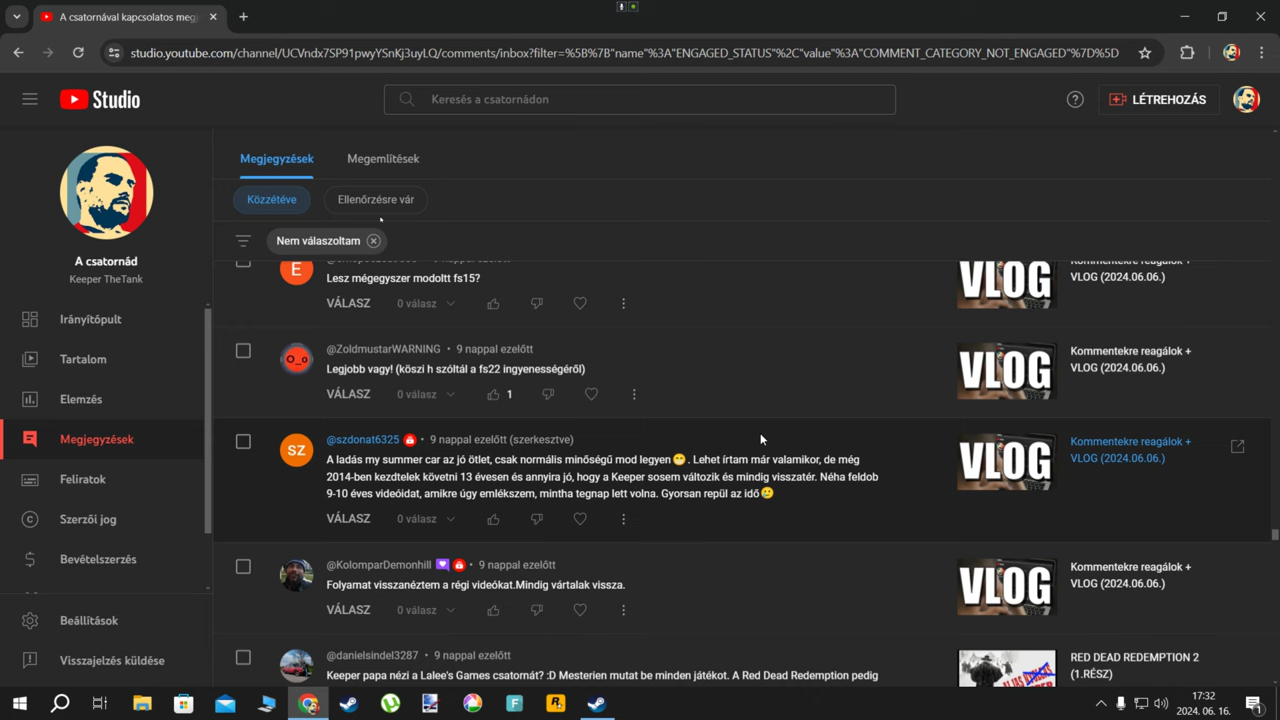 A csatornával kapcsolatos megj
studio.youtube.com/channel/UCVndx7SP91pwyYSnKj3uyLQ/comments/inbox?filter=%5B%7B"name"%3A"ENGAGED_STATUS"%2C"value"%3A"COMMENT_CATEGORY_NOT_ENGAGED"%7D%5D
Studio
Keresés a csatornádon
LÉTREHOZÁS
A csatornád
Keeper TheTank
Irányítópult
Tartalom
Elemzés
Megjegyzések
Feliratok
Szerzői jog
Bevételszerzés
Beállítások
Visszajelzés küldése
Megjegyzések
Megemlítések
Közzétéve
Ellenőrzésre vár
Nem válaszoltam
E
Lesz mégegyszer modoltt fs15?
VÁLASZ 0 válasz
VLOG
Kommentekre reagálok +
VLOG (2024.06.06.)
@ZoldmustarWARNING • 9 nappal ezelőtt
Legjobb vagy! (köszi h szóltál a fs22 ingyenességéről)
VÁLASZ 0 válasz 1
VLOG
Kommentekre reagálok +
VLOG (2024.06.06.)
SZ
@szdonat6325 • 9 nappal ezelőtt (szerkesztve)
A ladás my summer car az jó ötlet, csak normális minőségű mod legyen😁. Lehet írtam már valamikor, de még
2014-ben kezdtelek követni 13 évesen és annyira jó, hogy a Keeper sosem változik és mindig visszatér. Néha feldob
9-10 éves videóidat, amikre úgy emlékszem, mintha tegnap lett volna. Gyorsan repül az idő🥲
VÁLASZ 0 válasz
VLOG
Kommentekre reagálok +
VLOG (2024.06.06.)
@KolomparDemonhill • 9 nappal ezelőtt
Folyamat visszanéztem a régi videókat.Mindig vártalak vissza.
VÁLASZ 0 válasz
VLOG
Kommentekre reagálok +
VLOG (2024.06.06.)
@danielsindel3287 • 9 nappal ezelőtt
Keeper papa nézi a Lalee's Games csatornát? :D Mesterien mutat be minden játékot. A Red Dead Redemption pedig
RED DEAD REDEMPTION 2
(1.RÉSZ)
17:32
2024. 06. 16.
1